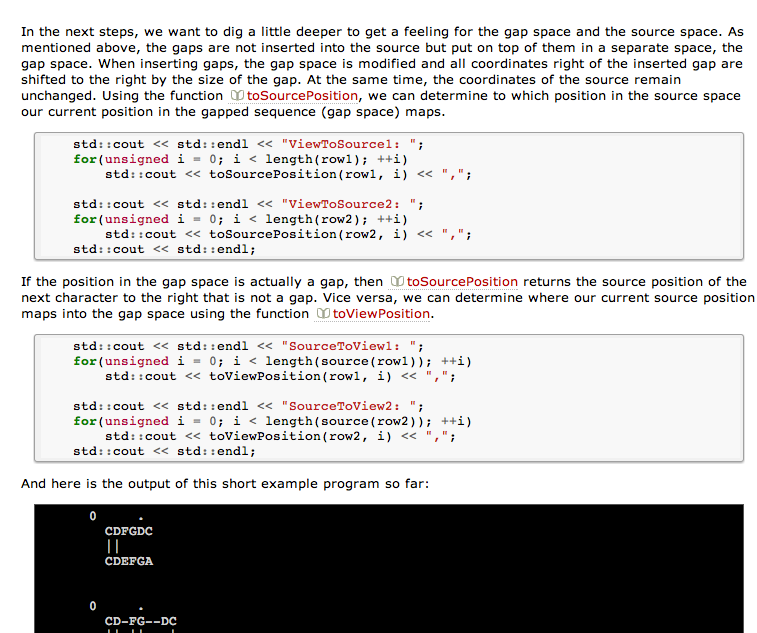 In the next steps, we want to dig a little deeper to get a feeling for the gap space and the source space. As
mentioned above, the gaps are not inserted into the source but put on top of them in a separate space, the
gap space. When inserting gaps, the gap space is modified and all coordinates right of the inserted gap are
shifted to the right by the size of the gap. At the same time, the coordinates of the source remain
unchanged. Using the function toSourcePosition, we can determine to which position in the source space
our current position in the gapped sequence (gap space) maps.
std::cout << std::endl << "ViewToSource1: ";
for(unsigned i = 0; i < length(row1); ++i)
    std::cout << toSourcePosition(row1, i) << ",";
std::cout << std::endl << "ViewToSource2: ";
for(unsigned i = 0; i < length(row2); ++i)
    std::cout << toSourcePosition(row2, i) << ",";
std::cout << std::endl;
If the position in the gap space is actually a gap, then toSourcePosition returns the source position of the
next character to the right that is not a gap. Vice versa, we can determine where our current source position
maps into the gap space using the function toViewPosition.
std::cout << std::endl << "SourceToView1: ";
for(unsigned i = 0; i < length(source(row1)); ++i)
    std::cout << toViewPosition(row1, i) << ",";
std::cout << std::endl << "SourceToView2: ";
for(unsigned i = 0; i < length(source(row2)); ++i)
    std::cout << toViewPosition(row2, i) << ",";
std::cout << std::endl;
And here is the output of this short example program so far:
0     .
  CDFGDC
  ||
  CDEFGA
0     .
  CD-FG--DC
  || ||  |